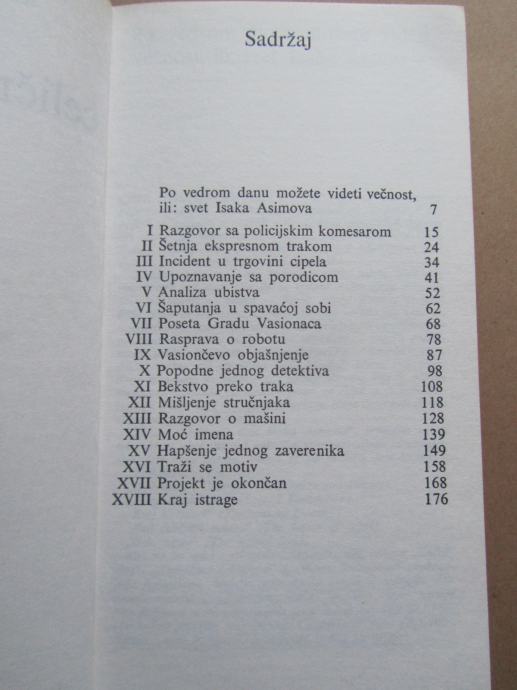 Sadržaj
Po vedrom danu možete videti večnost,
ili: svet Isaka Asimova 7
I Razgovor sa policijskim komesarom 15
II Šetnja ekspresnom trakom 24
III Incident u trgovini cipela 34
IV Upoznavanje sa porodicom 41
V Analiza ubistva 52
VI Šaputanja u spavaćoj sobi 62
VII Poseta Gradu Vasionaca 68
VIII Rasprava o robotu 78
IX Vasiončevo objašnjenje 87
X Popodne jednog detektiva 98
XI Bekstvo preko traka 108
XII Mišljenje stručnjaka 118
XIII Razgovor o mašini 128
XIV Moć imena 139
XV Hapšenje jednog zaverenika 149
XVI Traži se motiv 158
XVII Projekt je okončan 168
XVIII Kraj istrage 176